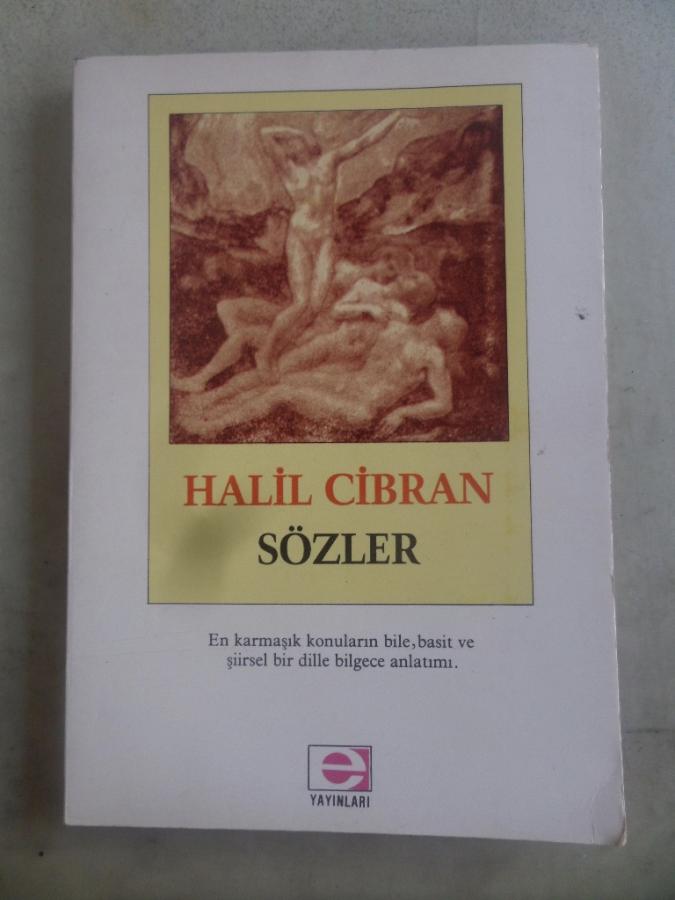 HALİL CİBRAN
SÖZLER
En karmaşık konuların bile,basit ve
şiirsel bir dille bilgece anlatımı.
e
YAYINLARI